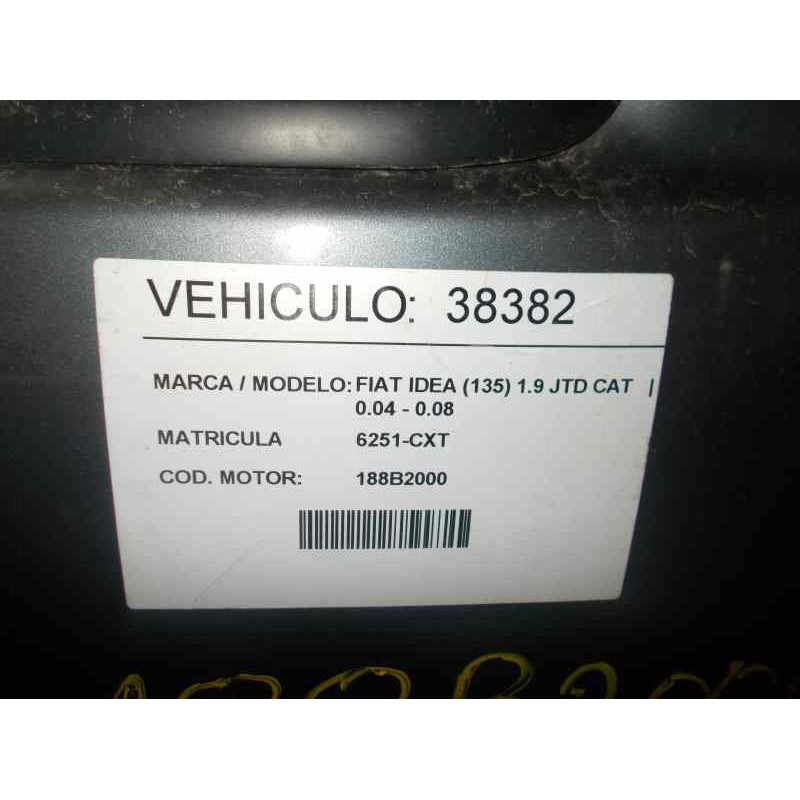 VEHICULO: 38382
MARCA / MODELO: FIAT IDEA (135) 1.9 JTD CAT |
0.04 - 0.08
MATRICULA 6251-CXT
COD. MOTOR: 188B2000